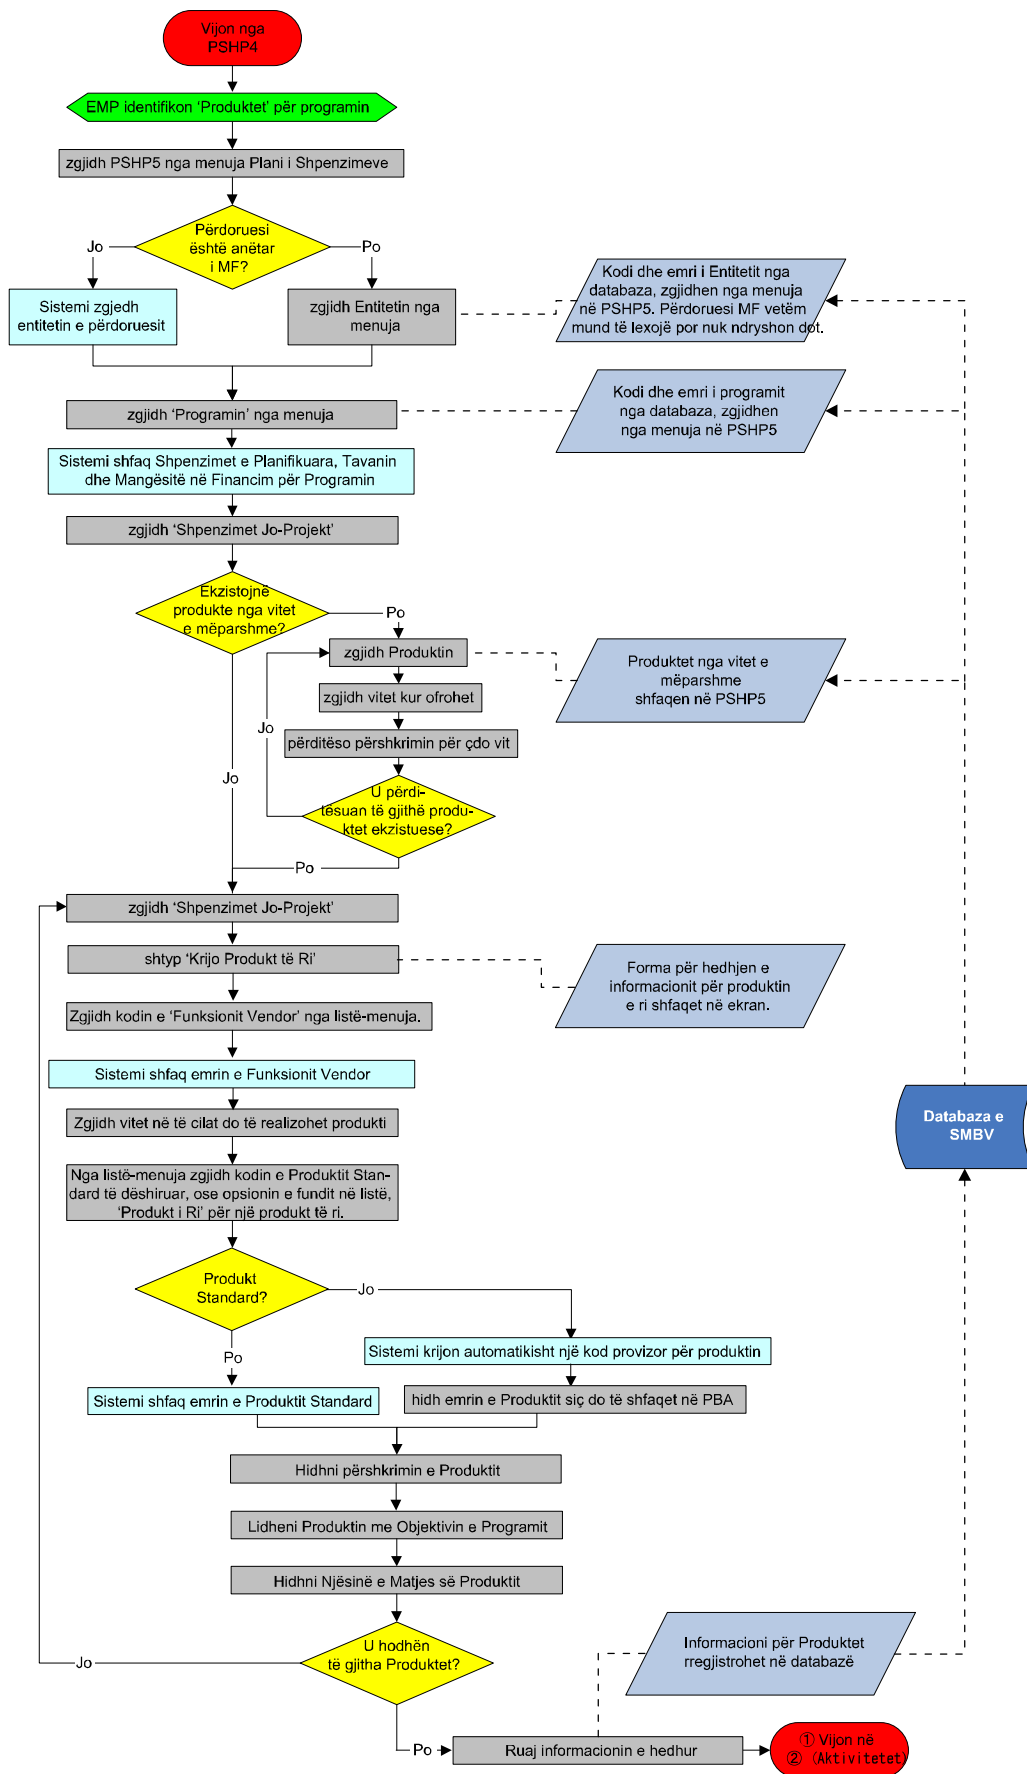 Vijon nga
PSHP4
EMP identifikon ‘Produktet’ për programin
zgjidh PSHP5 nga menuja Plani i Shpenzimeve
Përdoruesi
është anëtar
i MF?
Jo
Po
Sistemi zgjedh
entitetin e përdoruesit
zgjidh Entitetin nga
menuja
Kodi dhe emri i Entitetit nga
databaza, zgjidhen nga menuja
në PSHP5. Përdoruesi MF vetëm
mund të lexojë por nuk ndryshon dot.
zgjidh ‘Programin’ nga menuja
Kodi dhe emri i programit
nga databaza, zgjidhen
nga menuja në PSHP5
Sistemi shfaq Shpenzimet e Planifikuara, Tavanin
dhe Mangësitë në Financim për Programin
zgjidh ‘Shpenzimet Jo-Projekt’
Ekzistojnë
produkte nga vitet
e mëparshme?
Po
zgjidh Produktin
Produktet nga vitet e
mëparshme
shfaqen në PSHP5
zgjidh vitet kur ofrohet
Jo
përditëso përshkrimin për çdo vit
Jo
U përdi-
tësuan të gjithë produ-
ktet ekzistuese?
Po
zgjidh ‘Shpenzimet Jo-Projekt’
shtyp ‘Krijo Produkt të Ri’
Forma për hedhjen e
informacionit për produktin
e ri shfaqet në ekran.
Zgjidh kodin e ‘Funksionit Vendor’ nga listë-menuja.
Sistemi shfaq emrin e Funksionit Vendor
Zgjidh vitet në të cilat do të realizohet produkti
Databaza e
SMBV
Nga listë-menuja zgjidh kodin e Produktit Stan-
dard të dëshiruar, ose opsionin e fundit në listë,
‘Produkt i Ri’ për një produkt të ri.
Produkt
Standard?
Jo
Po
Sistemi krijon automatikisht një kod provizor për produktin
Sistemi shfaq emrin e Produktit Standard
hidh emrin e Produktit siç do të shfaqet në PBA
Hidhni përshkrimin e Produktit
Lidheni Produktin me Objektivin e Programit
Hidhni Njësinë e Matjes së Produktit
U hodhën
të gjitha Produktet?
Jo
Informacioni për Produktet
rregjistrohet në databazë
Po
Ruaj informacionin e hedhur
① Vijon në
② (Aktivitetet)